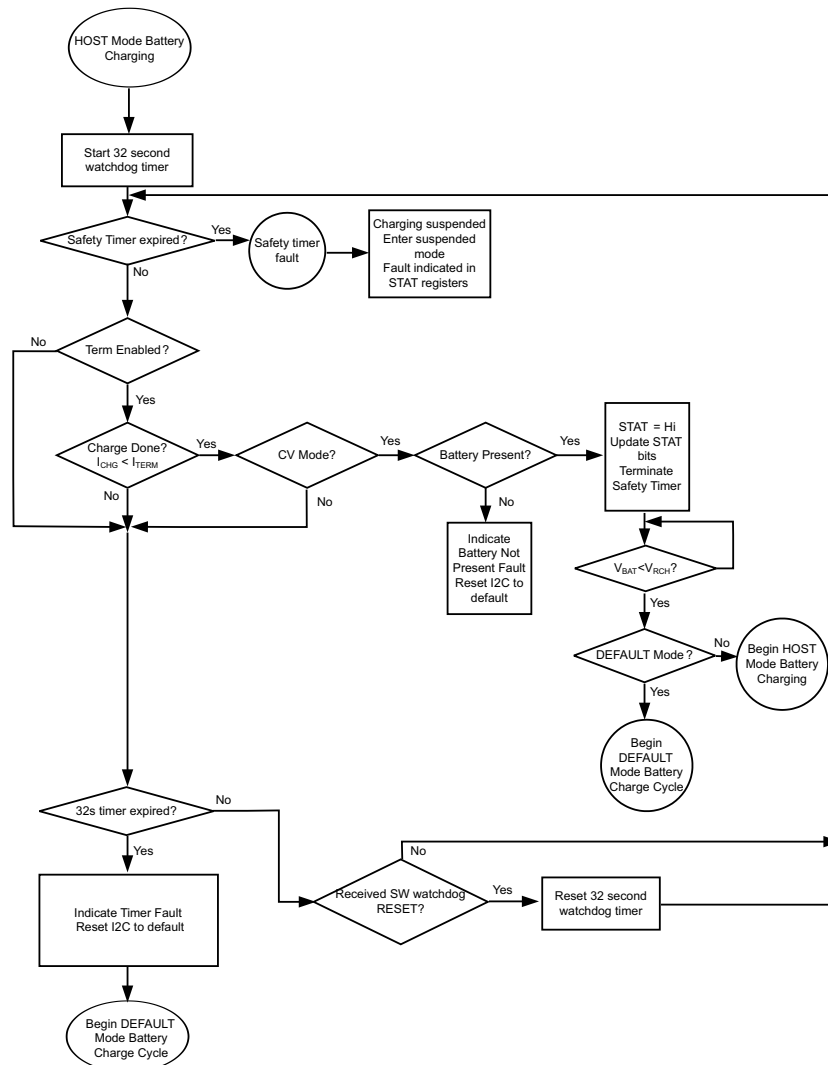 HOST Mode Battery
Charging
Start 32 second
watchdog timer
Safety Timer expired?
Yes
No
Safety timer
fault
Charging suspended
Enter suspended
mode
Fault indicated in
STAT registers
No
Term Enabled?
Yes
Charge Done?
ICHG < ITERM
Yes
No
CV Mode?
Yes
No
Battery Present?
Yes
No
STAT = Hi
Update STAT
bits
Terminate
Safety Timer
Indicate
Battery Not
Present Fault
Reset I2C to
default
VBAT<VRCH?
Yes
DEFAULT Mode?
No
Yes
Begin HOST
Mode Battery
Charging
Begin
DEFAULT
Mode Battery
Charge Cycle
32s timer expired?
No
Yes
Indicate Timer Fault
Reset I2C to default
Received SW watchdog
RESET?
No
Yes
Reset 32 second
watchdog timer
Begin DEFAULT
Mode Battery
Charge Cycle